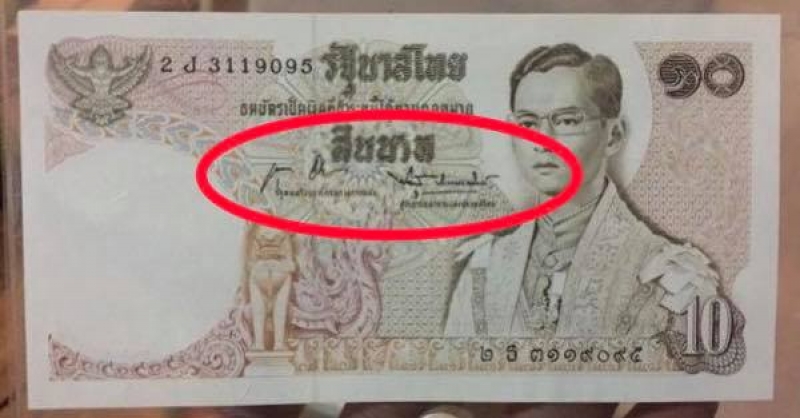 2 J 3119095
รัฐบาลไทย
๑๐
ธนบัตรเป็นเงินที่ชำระหนี้ได้ตามกฎหมาย
สิบบาท
10
๒ ธ ๓๑๑๙๐๙๕